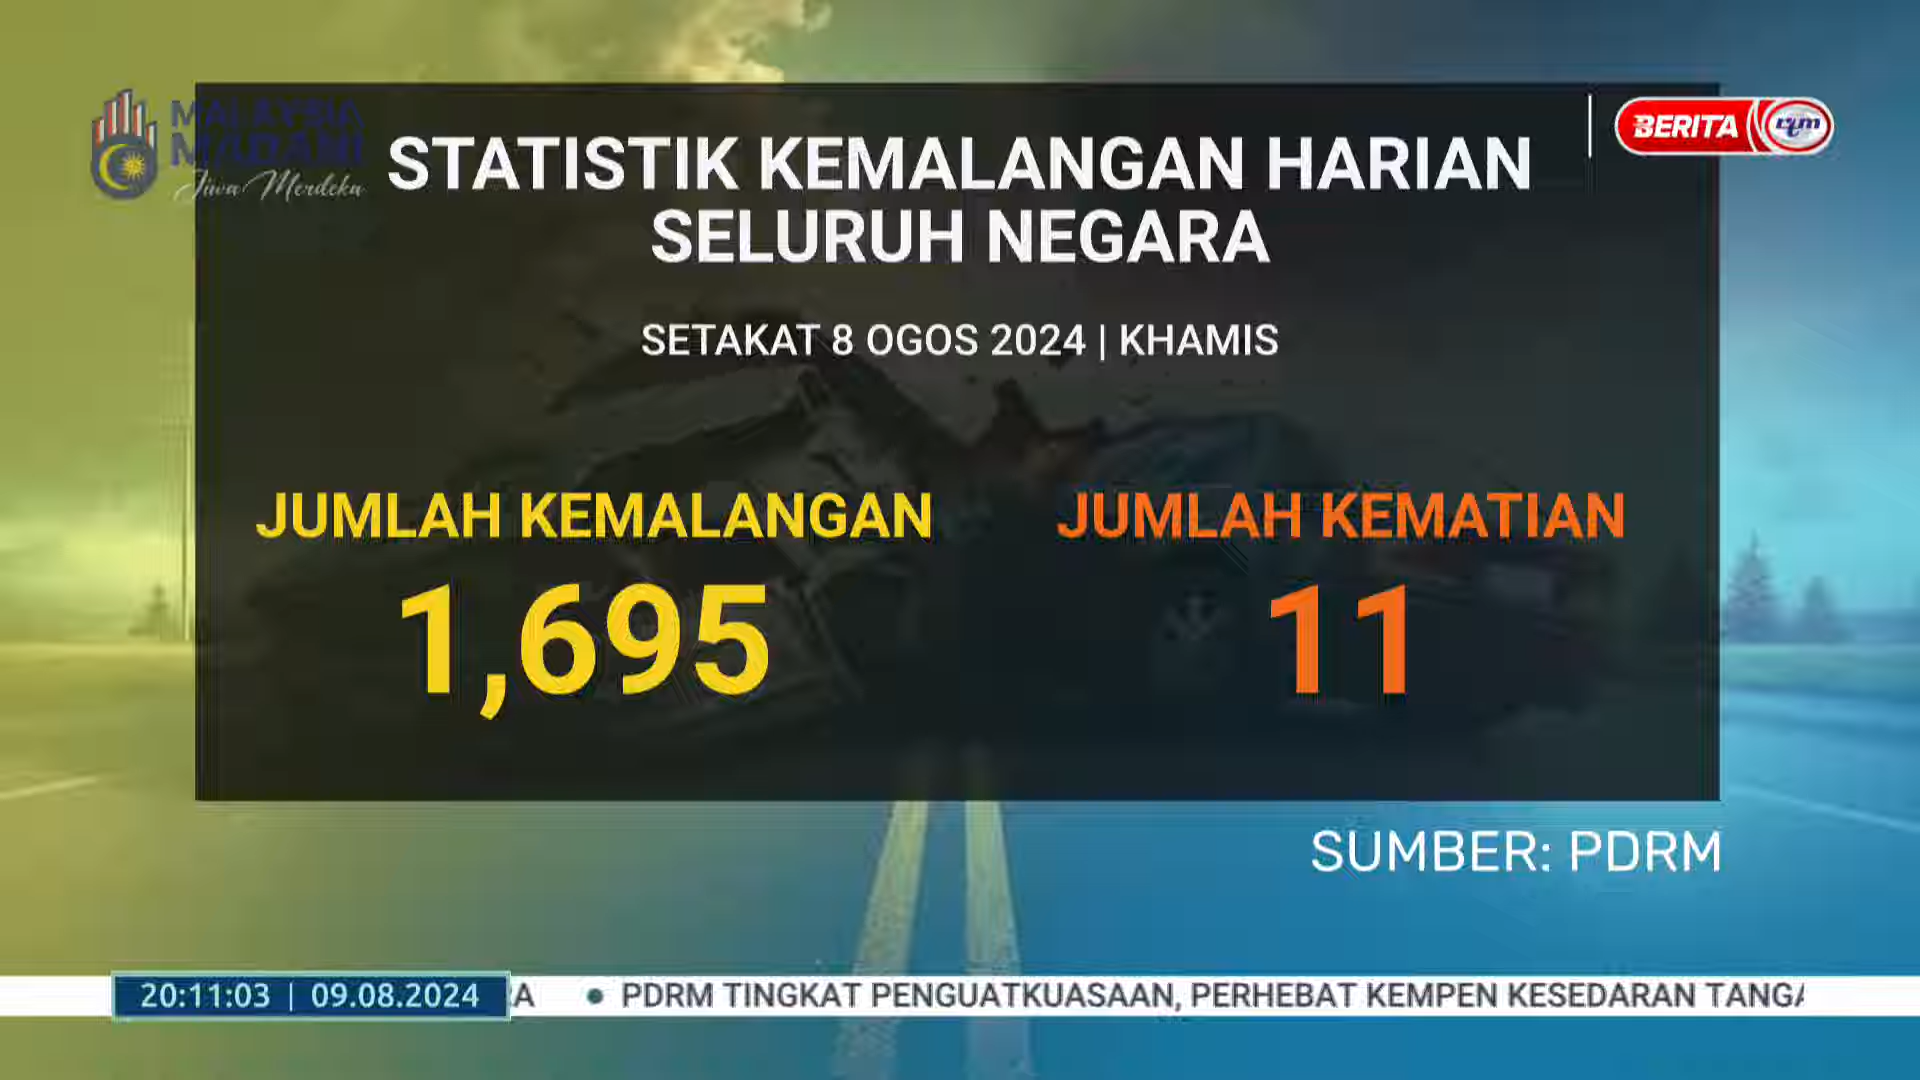 MALAYSIA
MADANI
Jiwa Merdeka
BERITA rtm
STATISTIK KEMALANGAN HARIAN
SELURUH NEGARA
SETAKAT 8 OGOS 2024 | KHAMIS
JUMLAH KEMALANGAN
1,695
JUMLAH KEMATIAN
11
SUMBER: PDRM
20:11:03 | 09.08.2024
PDRM TINGKAT PENGUATKUASAAN, PERHEBAT KEMPEN KESEDARAN